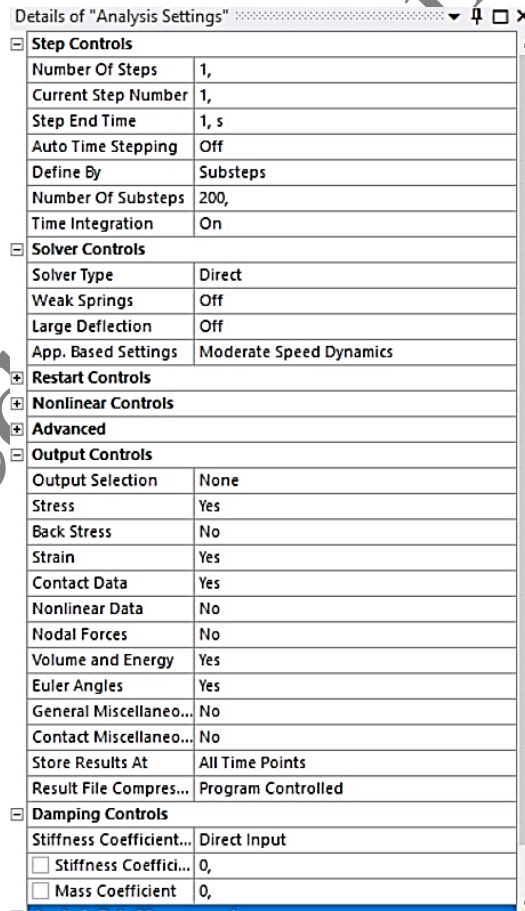 Details of "Analysis Settings"
Step Controls
Number Of Steps 1,
Current Step Number 1,
Step End Time 1, s
Auto Time Stepping Off
Define By Substeps
Number Of Substeps 200,
Time Integration On
Solver Controls
Solver Type Direct
Weak Springs Off
Large Deflection Off
App. Based Settings Moderate Speed Dynamics
Restart Controls
Nonlinear Controls
Advanced
Output Controls
Output Selection None
Stress Yes
Back Stress No
Strain Yes
Contact Data Yes
Nonlinear Data No
Nodal Forces No
Volume and Energy Yes
Euler Angles Yes
General Miscellaneo... No
Contact Miscellaneo... No
Store Results At All Time Points
Result File Compres... Program Controlled
Damping Controls
Stiffness Coefficient... Direct Input
Stiffness Coeffici... 0,
Mass Coefficient 0,